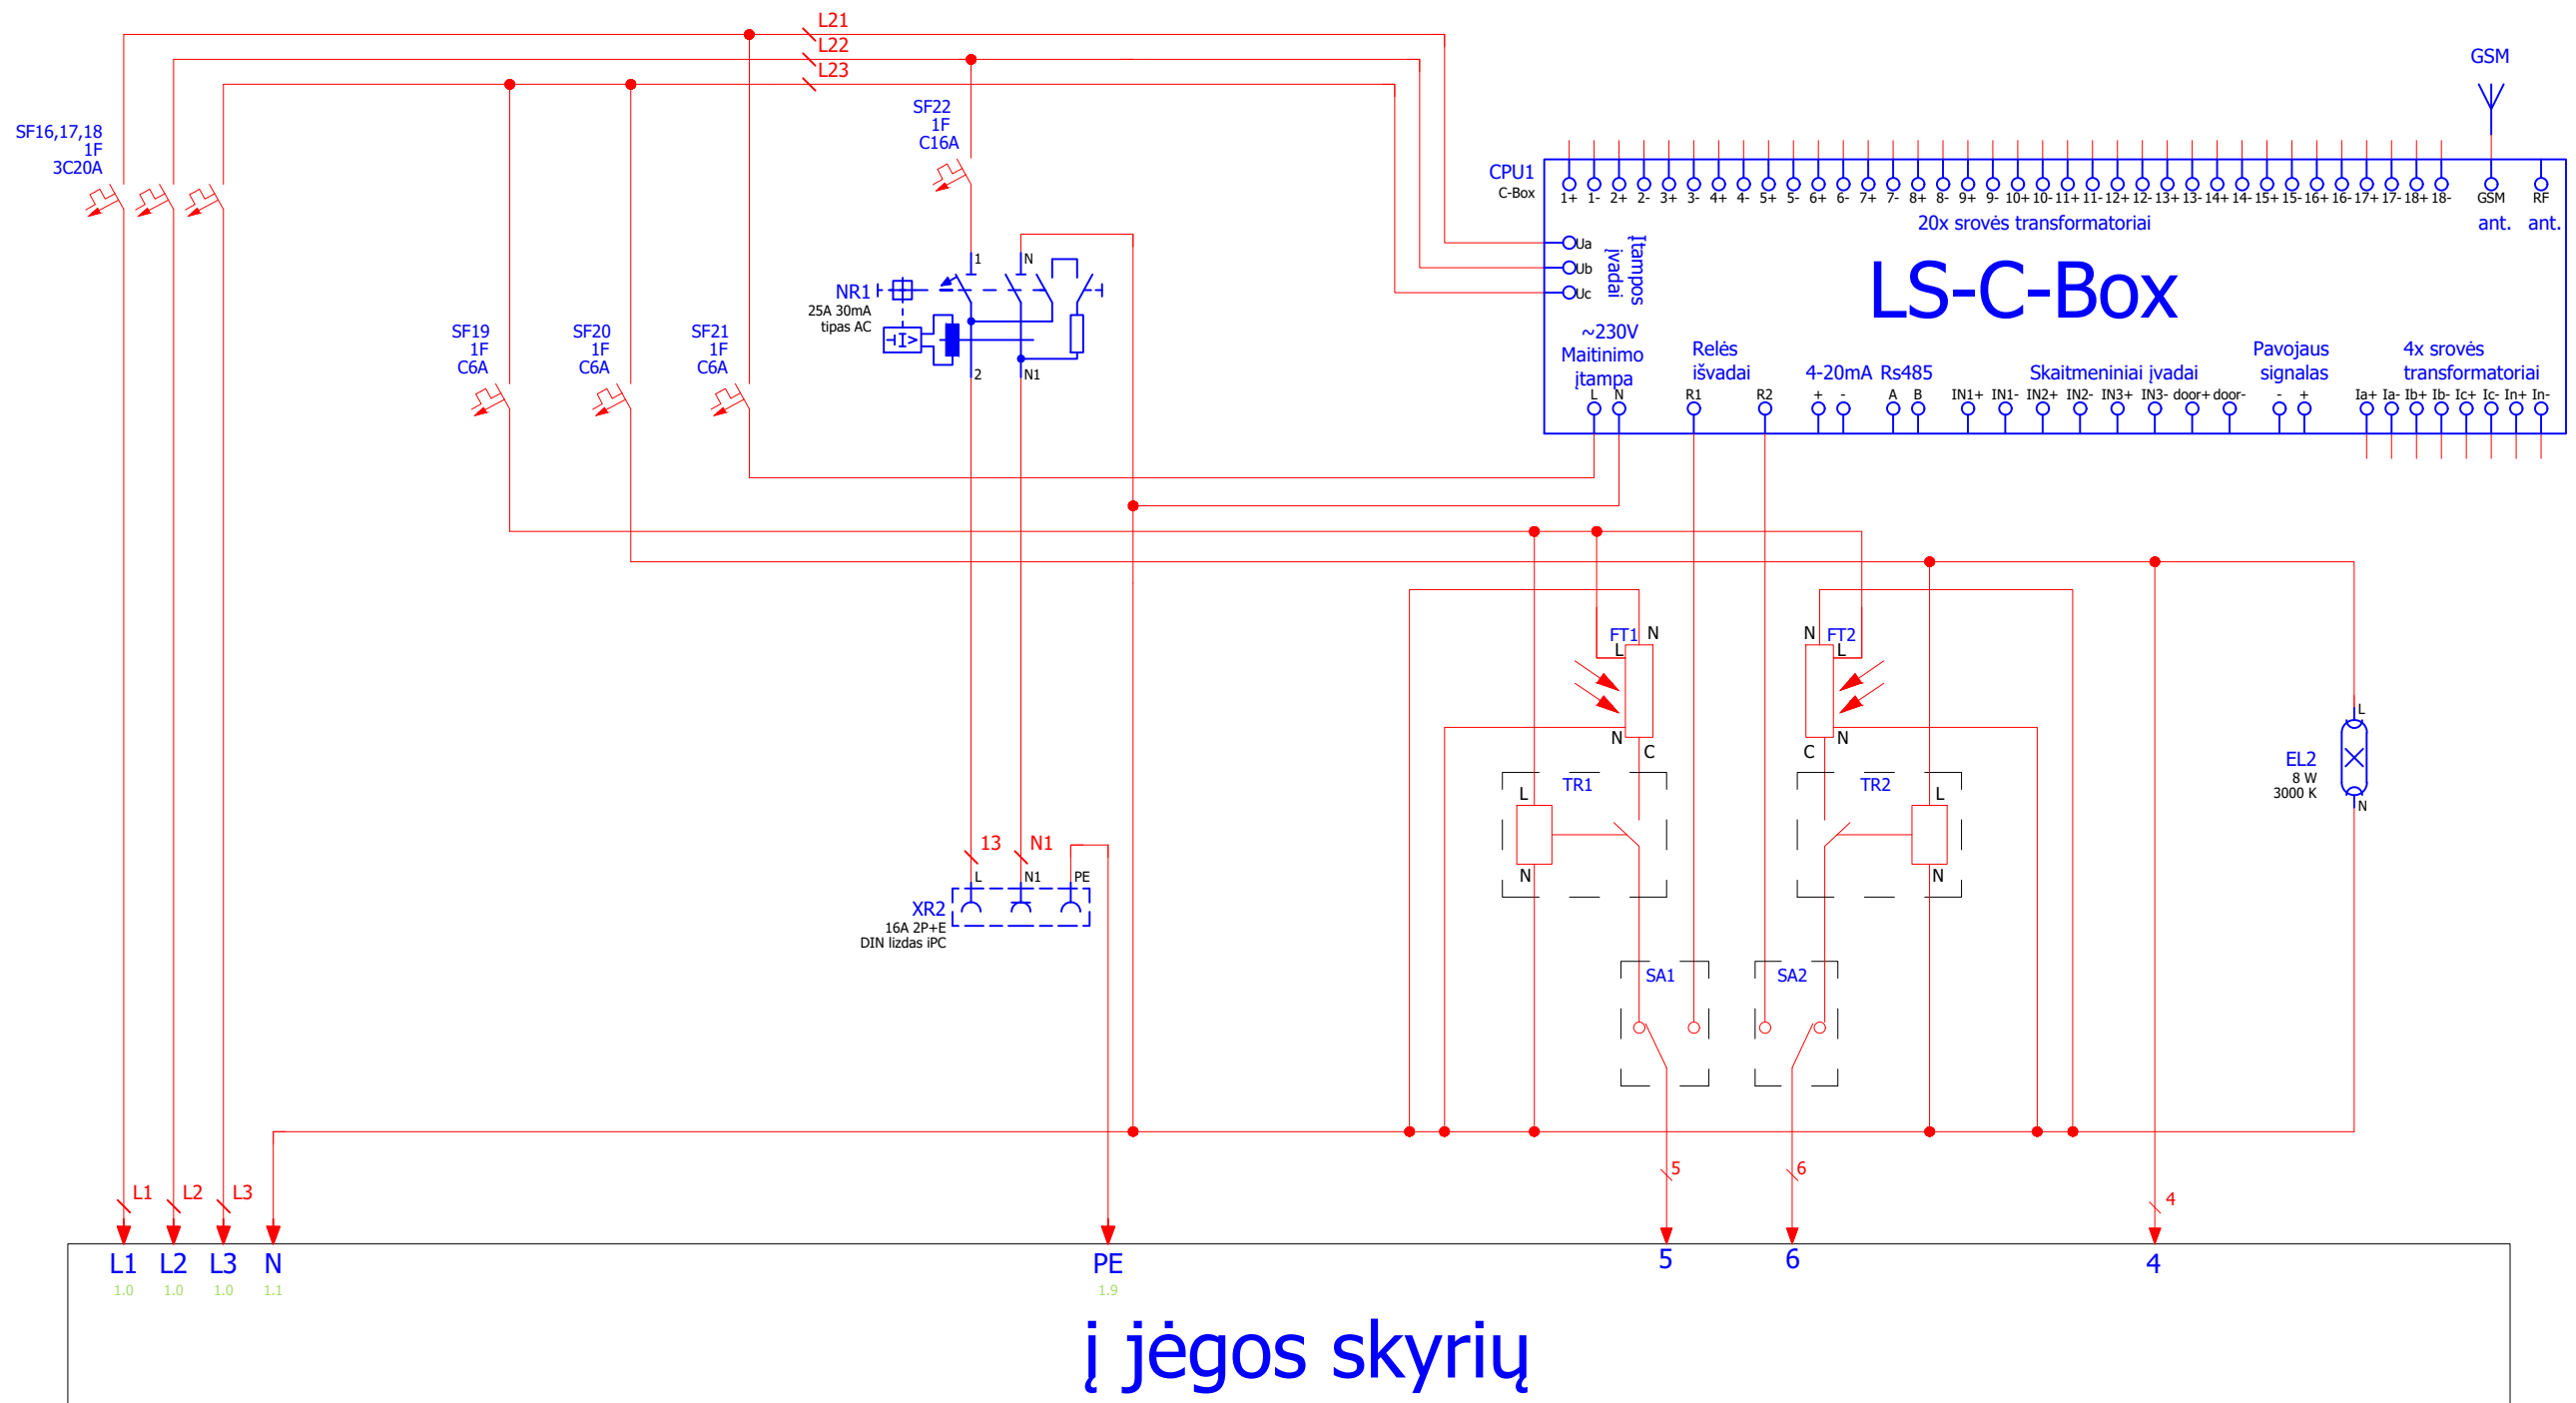 L21
L22
L23
GSM
SF16,17,18
1F
3C20A
SF22
1F
C16A
CPU1
C-Box
1+ 1- 2+ 2- 3+ 3- 4+ 4- 5+ 5- 6+ 6- 7+ 7- 8+ 8- 9+ 9- 10+ 10- 11+ 11- 12+ 12- 13+ 13- 14+ 14- 15+ 15- 16+ 16- 17+ 17- 18+ 18- GSM RF
20x srovės transformatoriai
ant. ant.
Ua
Ub
Uc
Įtampos
įvadai
LS-C-Box
1 N
NR1
25A 30mA
tipas AC
I>
2 N1
SF19
1F
C6A
SF20
1F
C6A
SF21
1F
C6A
~230V
Maitinimo
įtampa
L N
Relės
išvadai
R1 R2
4-20mA
+ -
Rs485
A B
Skaitmeniniai įvadai
IN1+ IN1- IN2+ IN2- IN3+ IN3- door+ door-
Pavojaus
signalas
- +
4x srovės
transformatoriai
Ia+ Ia- Ib+ Ib- Ic+ Ic- In+ In-
FT1 N
L
N C
N FT2
L
C N
TR1
L
N
TR2
L
N
L
EL2
8 W
3000 K
N
13 N1
L N1 PE
XR2
16A 2P+E
DIN lizdas iPC
SA1
SA2
5 6
4
L1 L2 L3
L1 L2 L3 N PE 5 6 4
1.0 1.0 1.0 1.1 1.9
į jėgos skyrių